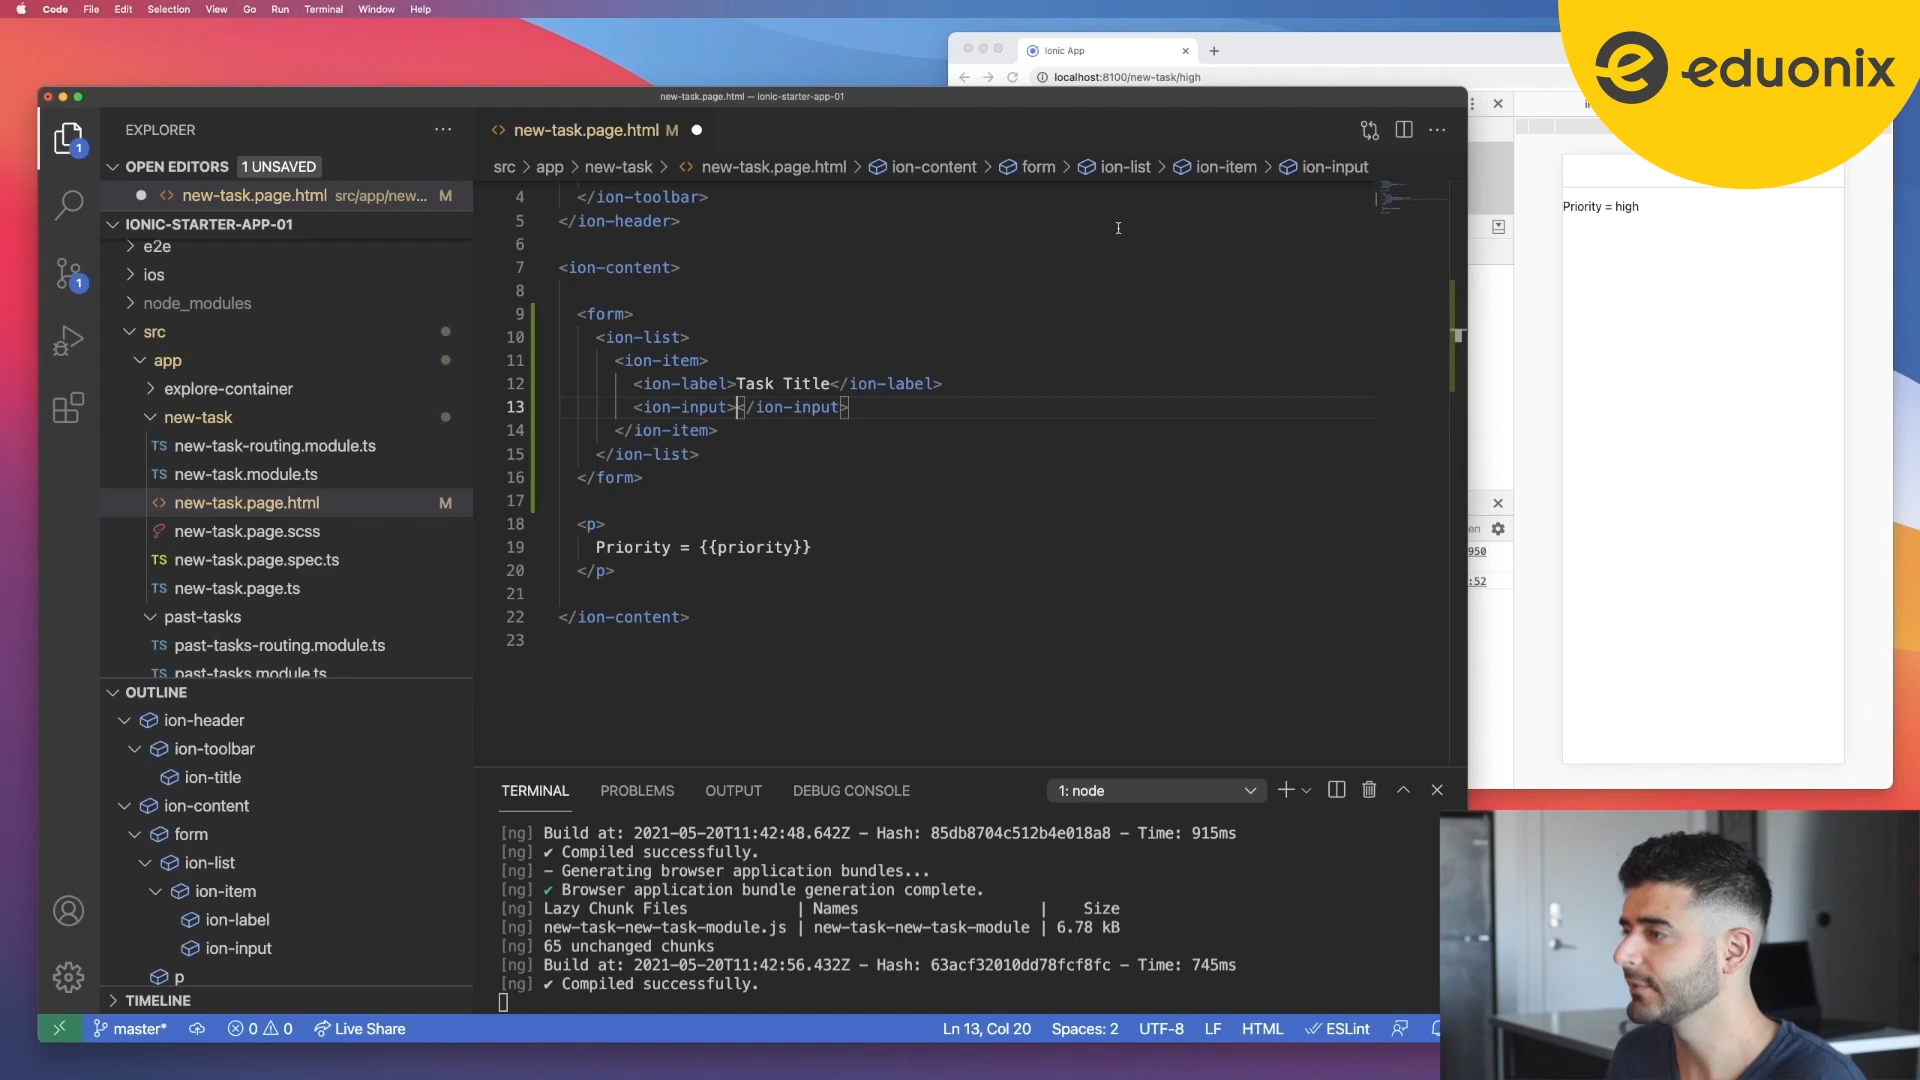 Code File Edit Selection View Go Run Terminal Window Help
Ionic App
localhost:8100/new-task/high
eduonix
new-task.page.html — ionic-starter-app-01
EXPLORER
new-task.page.html M
OPEN EDITORS 1 UNSAVED
src > app > new-task > new-task.page.html > ion-content > form > ion-list > ion-item > ion-input
new-task.page.html src/app/new... M
IONIC-STARTER-APP-01
e2e
ios
node_modules
src
app
explore-container
new-task
new-task-routing.module.ts
new-task.module.ts
new-task.page.html M
new-task.page.scss
new-task.page.spec.ts
new-task.page.ts
past-tasks
past-tasks-routing.module.ts
past-tasks.module.ts
OUTLINE
ion-header
ion-toolbar
ion-title
ion-content
form
ion-list
ion-item
ion-label
ion-input
p
TIMELINE
4 </ion-toolbar>
5 </ion-header>
6
7 <ion-content>
8
9 <form>
10 <ion-list>
11 <ion-item>
12 <ion-label>Task Title</ion-label>
13 <ion-input></ion-input>
14 </ion-item>
15 </ion-list>
16 </form>
17
18 <p>
19 Priority = {{priority}}
20 </p>
21
22 </ion-content>
23
Priority = high
en
950
:52
TERMINAL PROBLEMS OUTPUT DEBUG CONSOLE 1: node
[ng] Build at: 2021-05-20T11:42:48.642Z - Hash: 85db8704c512b4e018a8 - Time: 915ms
[ng] ✔ Compiled successfully.
[ng] - Generating browser application bundles...
[ng] ✔ Browser application bundle generation complete.
[ng] Lazy Chunk Files | Names | Size
[ng] new-task-new-task-module.js | new-task-new-task-module | 6.78 kB
[ng] 65 unchanged chunks
[ng] Build at: 2021-05-20T11:42:56.432Z - Hash: 63acf32010dd78fcf8fc - Time: 745ms
[ng] ✔ Compiled successfully.
master* 0 0 Live Share Ln 13, Col 20 Spaces: 2 UTF-8 LF HTML ESLint